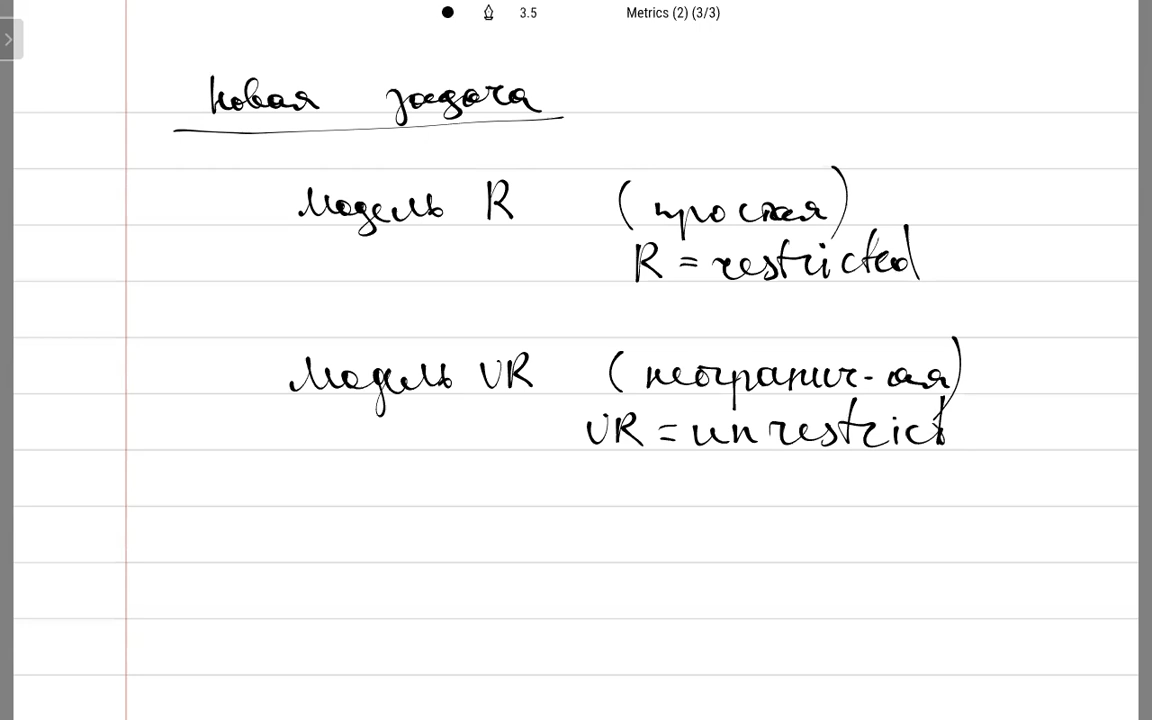 3.5 Metrics (2) (3/3)
Новая задача
Модель R (простая)
R = restricted
Модель UR (неогранич-ая)
UR = unrestrict